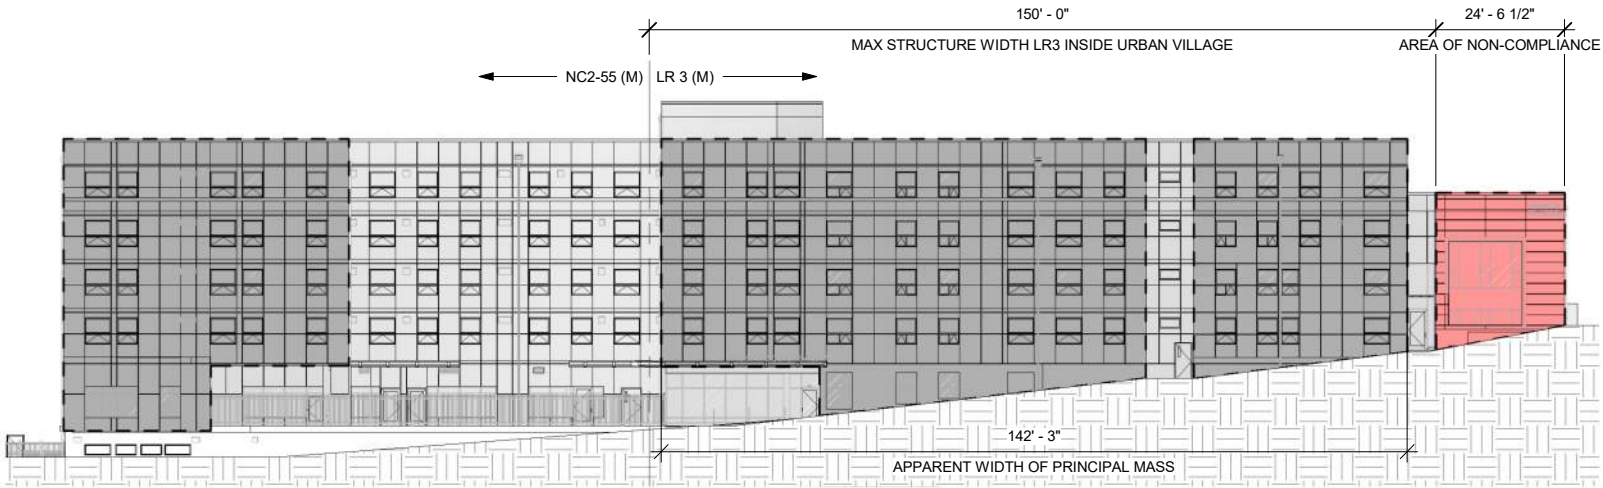 150' - 0"
24' - 6 1/2"
MAX STRUCTURE WIDTH LR3 INSIDE URBAN VILLAGE
AREA OF NON-COMPLIANCE
NC2-55 (M)
LR 3 (M)
142' - 3"
APPARENT WIDTH OF PRINCIPAL MASS